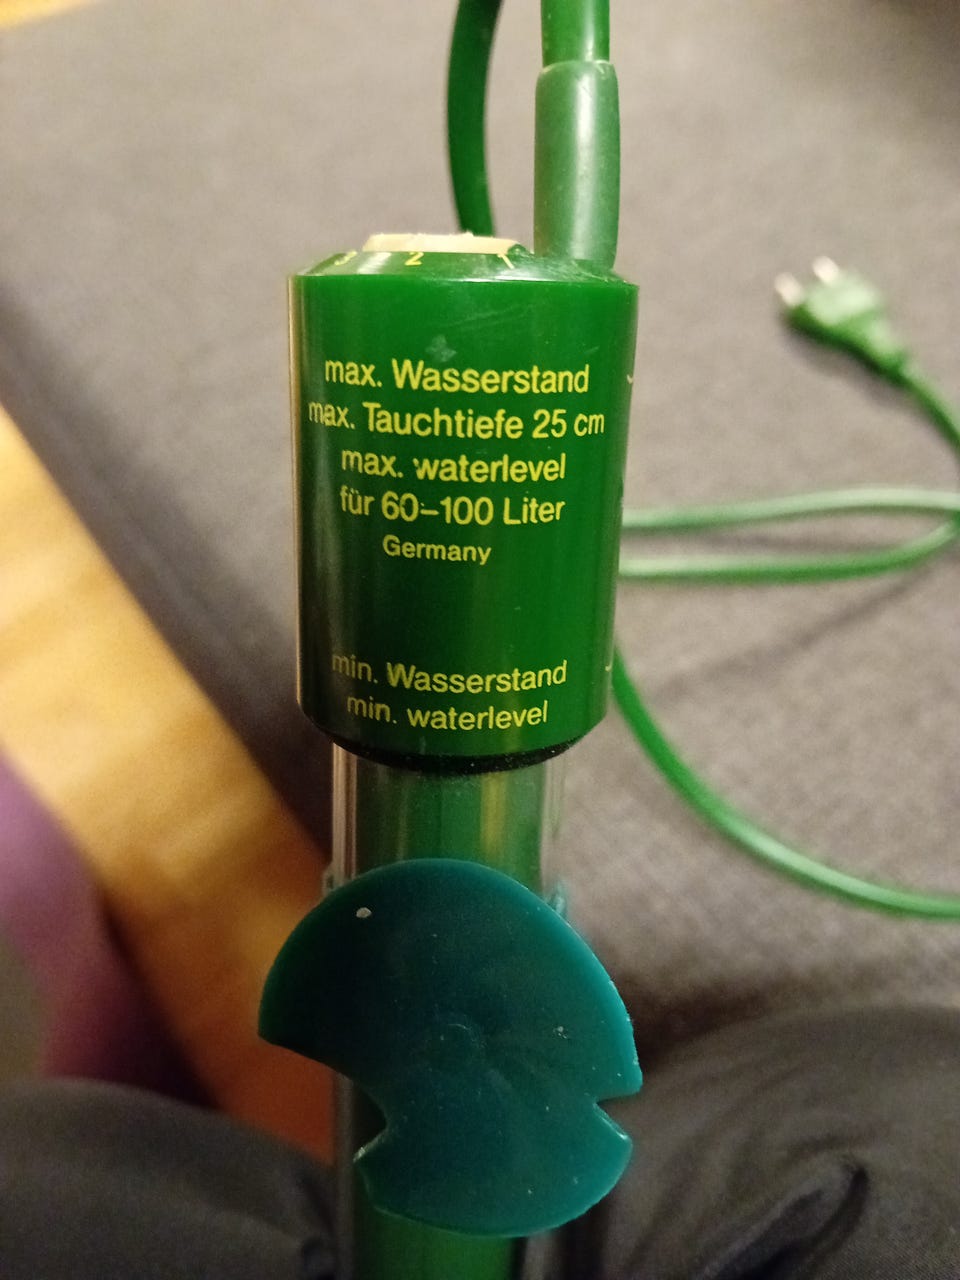 3 2 1
max. Wasserstand
max. Tauchtiefe 25 cm
max. waterlevel
für 60–100 Liter
Germany
min. Wasserstand
min. waterlevel